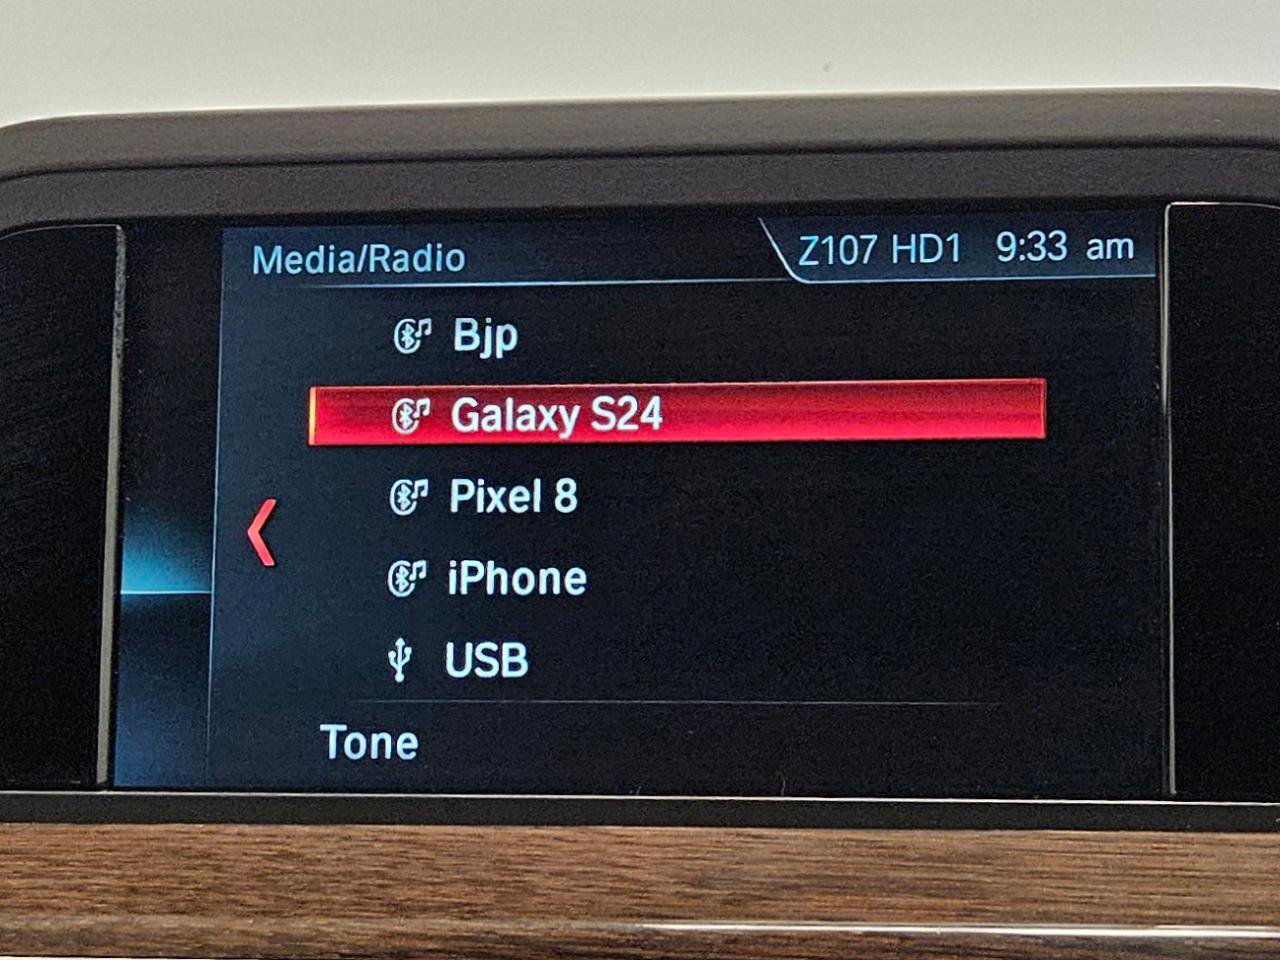 Media/Radio Z107 HD1 9:33 am
Bjp
Galaxy S24
Pixel 8
iPhone
USB
Tone